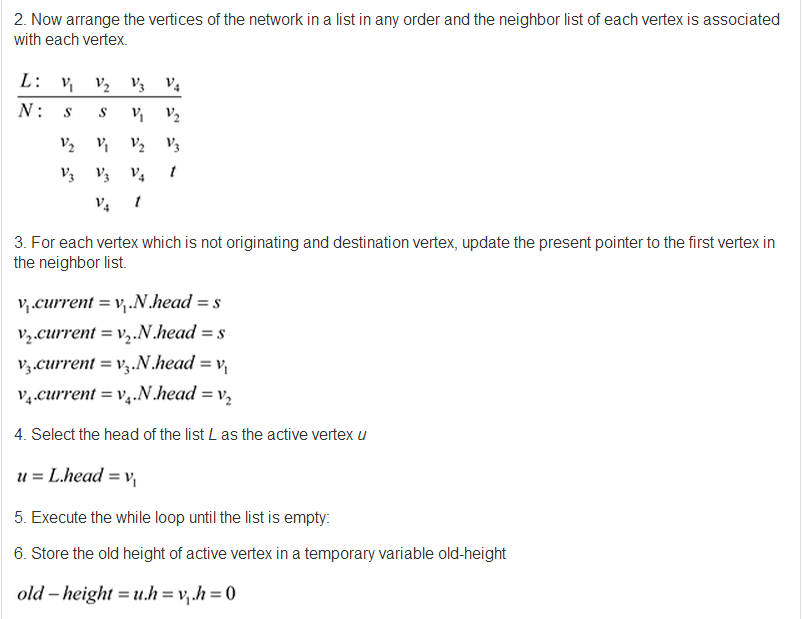 2. Now arrange the vertices of the network in a list in any order and the neighbor list of each vertex is associated
with each vertex.
L: v₁ v₂ v₃ v₄
N: s s v₁ v₂
v₂ v₁ v₂ v₃
v₃ v₃ v₄ t
v₄ t
3. For each vertex which is not originating and destination vertex, update the present pointer to the first vertex in
the neighbor list.
v₁.current = v₁.N.head = s
v₂.current = v₂.N.head = s
v₃.current = v₃.N.head = v₁
v₄.current = v₄.N.head = v₂
4. Select the head of the list L as the active vertex u
u = L.head = v₁
5. Execute the while loop until the list is empty:
6. Store the old height of active vertex in a temporary variable old-height
old – height = u.h = v₁.h = 0